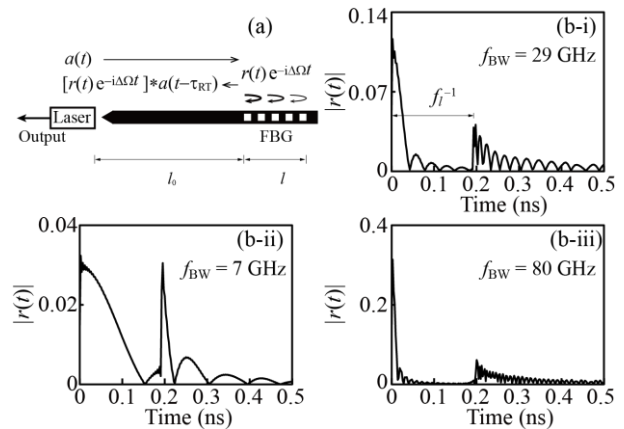 (a)
a(t)
[r(t) e⁻ⁱΔΩt]*a(t−τRT)
r(t) e⁻ⁱΔΩt
Laser
Output
FBG
l₀
l
(b-i)
fBW = 29 GHz
fₗ⁻¹
|r(t)|
0.14
0.07
0
0 0.1 0.2 0.3 0.4 0.5
Time (ns)
(b-ii)
fBW = 7 GHz
|r(t)|
0.04
0.02
0
0 0.1 0.2 0.3 0.4 0.5
Time (ns)
(b-iii)
fBW = 80 GHz
|r(t)|
0.4
0.2
0
0 0.1 0.2 0.3 0.4 0.5
Time (ns)